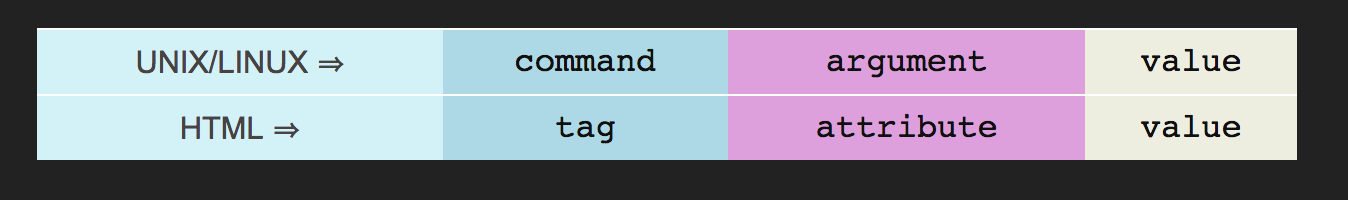 UNIX/LINUX ⇒ command argument value
HTML ⇒ tag attribute value